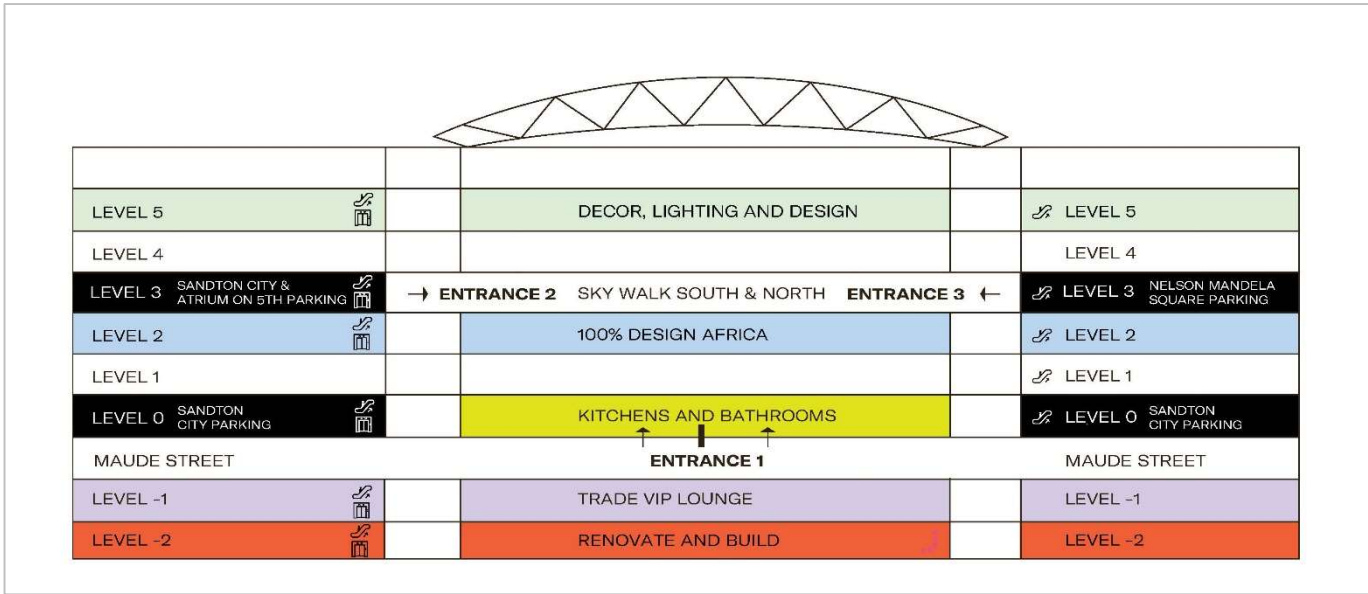 LEVEL 5 DECOR, LIGHTING AND DESIGN LEVEL 5
LEVEL 4 LEVEL 4
LEVEL 3 SANDTON CITY &
ATRIUM ON 5TH PARKING → ENTRANCE 2 SKY WALK SOUTH & NORTH ENTRANCE 3 ← LEVEL 3 NELSON MANDELA
SQUARE PARKING
LEVEL 2 100% DESIGN AFRICA LEVEL 2
LEVEL 1 LEVEL 1
LEVEL 0 SANDTON
CITY PARKING KITCHENS AND BATHROOMS LEVEL 0 SANDTON
CITY PARKING
MAUDE STREET ENTRANCE 1 MAUDE STREET
LEVEL -1 TRADE VIP LOUNGE LEVEL -1
LEVEL -2 RENOVATE AND BUILD LEVEL -2